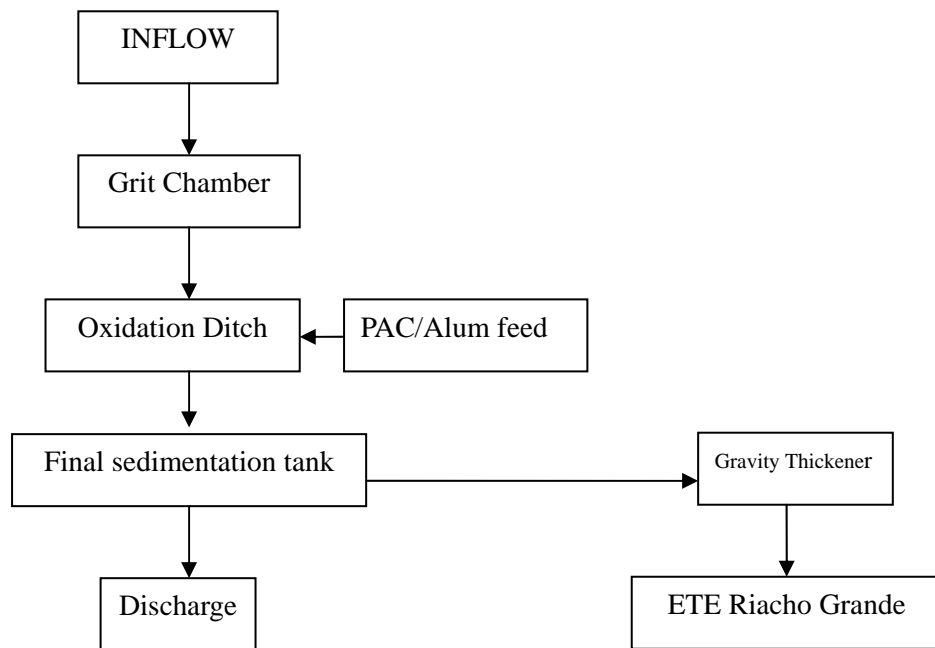 INFLOW
Grit Chamber
Oxidation Ditch
PAC/Alum feed
Final sedimentation tank
Gravity Thickener
Discharge
ETE Riacho Grande